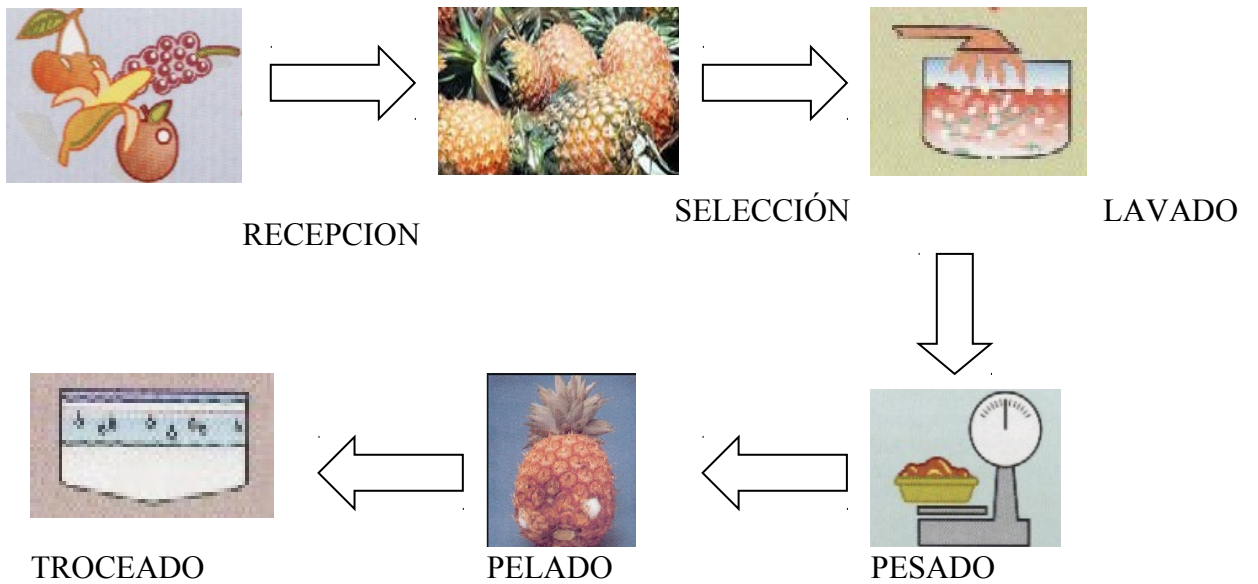 RECEPCION
SELECCIÓN
LAVADO
TROCEADO
PELADO
PESADO